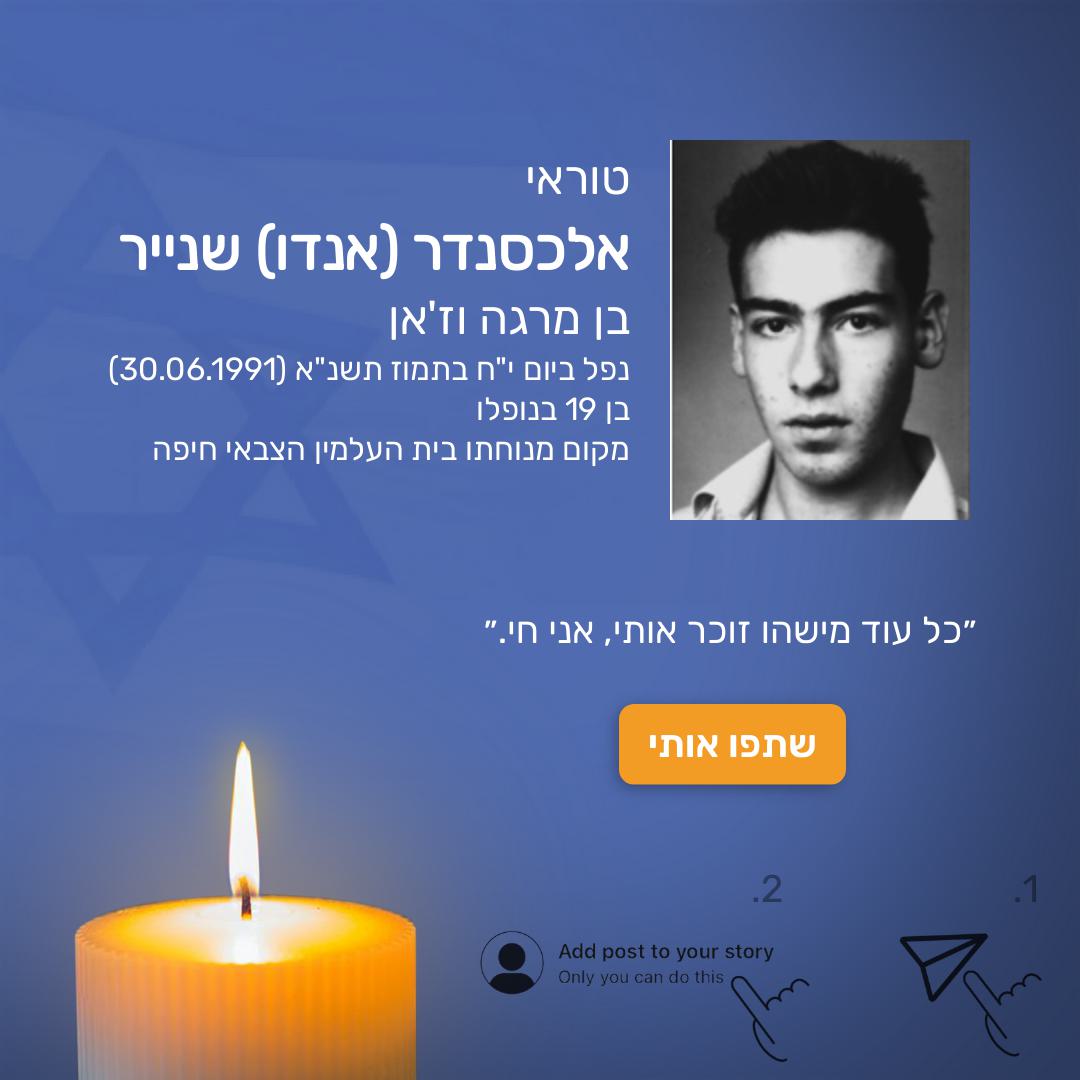 טוראי
אלכסנדר (אנדו) שנייר
בן מרגה וז'אן
נפל ביום י"ח בתמוז תשנ"א (30.06.1991)
בן 19 בנופלו
מקום מנוחתו בית העלמין הצבאי חיפה
״כל עוד מישהו זוכר אותי, אני חי.״
שתפו אותי
.1
.2
Add post to your story
Only you can do this